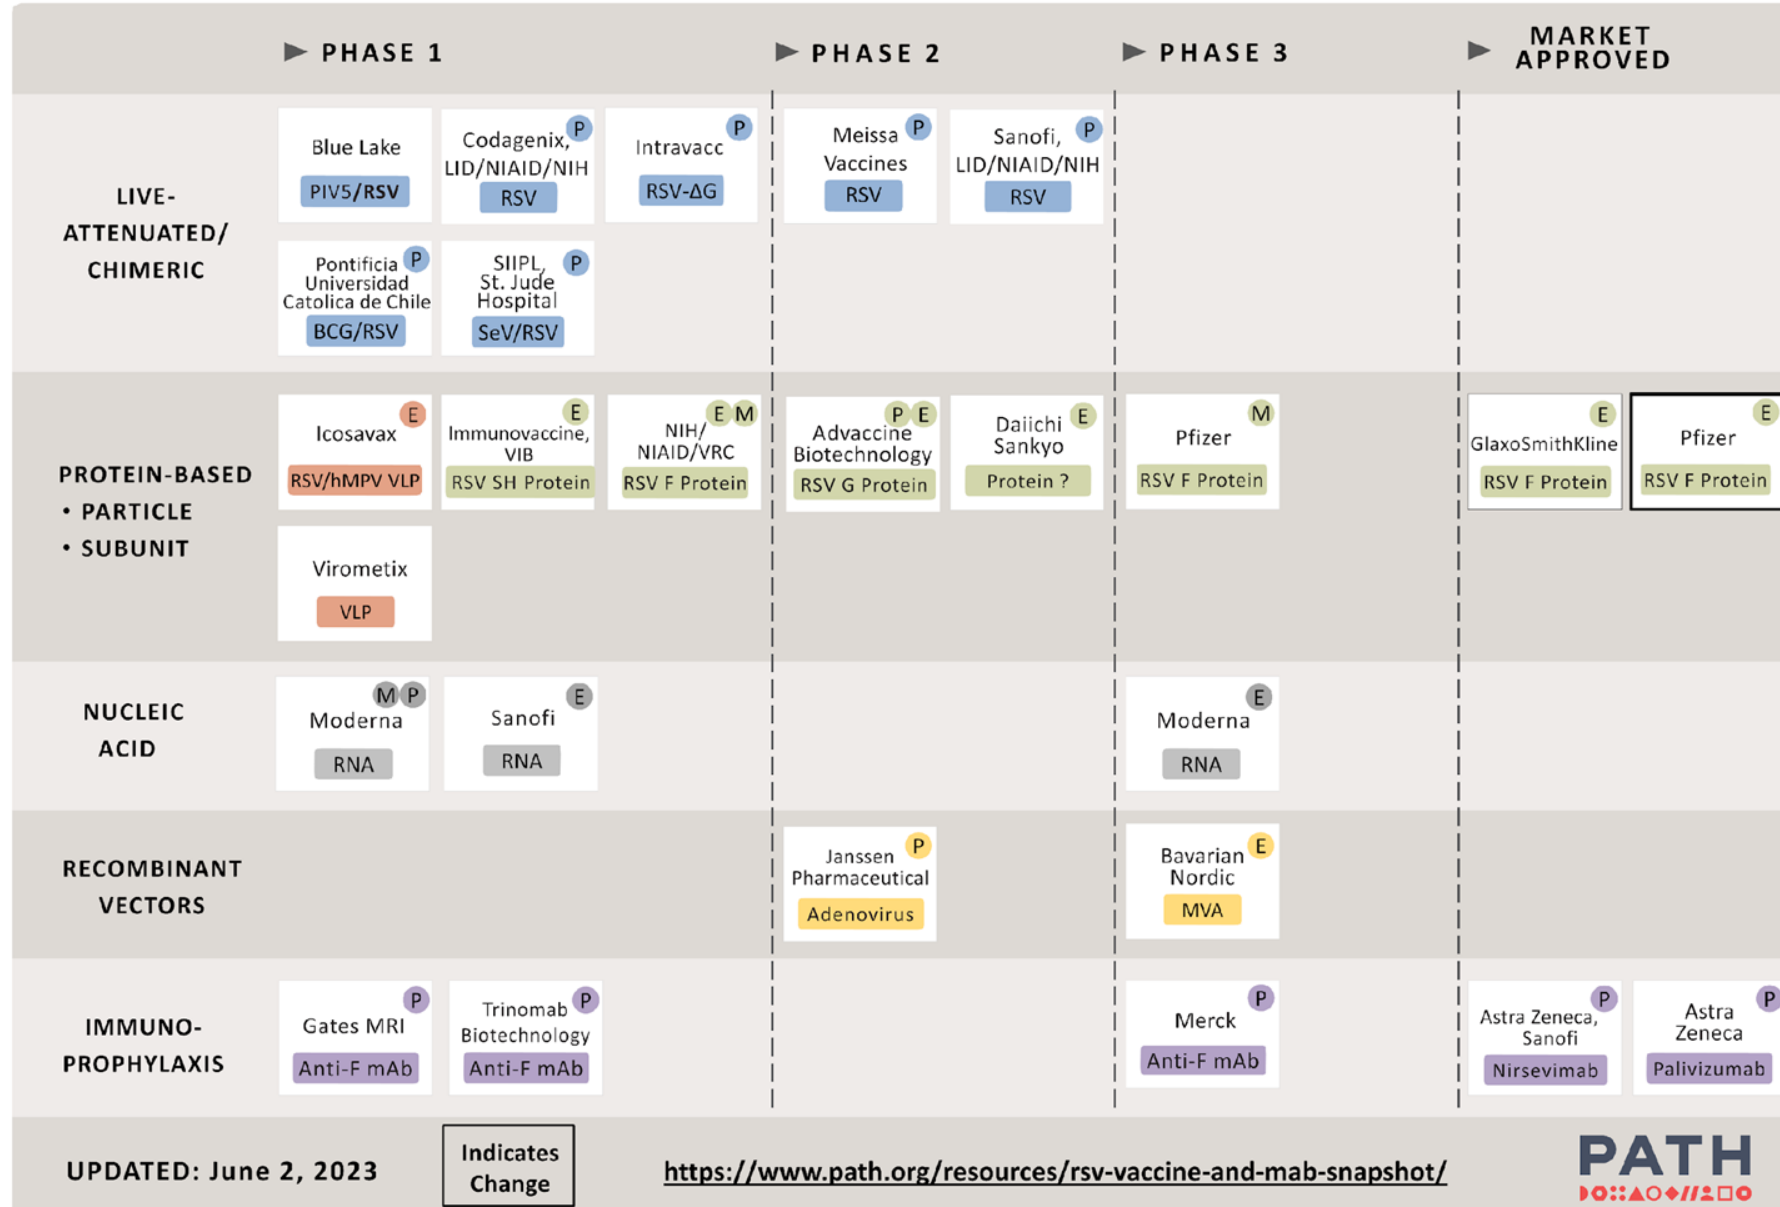 PHASE 1
PHASE 2
PHASE 3
MARKET
APPROVED
LIVE-
ATTENUATED/
CHIMERIC
Blue Lake
PIV5/RSV
P
Codagenix,
LID/NIAID/NIH
RSV
P
Intravacc
RSV-ΔG
P
Meissa
Vaccines
RSV
P
Sanofi,
LID/NIAID/NIH
RSV
P
Pontificia
Universidad
Catolica de Chile
BCG/RSV
P
SIIPL,
St. Jude
Hospital
SeV/RSV
PROTEIN-BASED
• PARTICLE
• SUBUNIT
E
Icosavax
RSV/hMPV VLP
E
Immunovaccine,
VIB
RSV SH Protein
E M
NIH/
NIAID/VRC
RSV F Protein
P E
Advaccine
Biotechnology
RSV G Protein
E
Daiichi
Sankyo
Protein ?
M
Pfizer
RSV F Protein
E
GlaxoSmithKline
RSV F Protein
E
Pfizer
RSV F Protein
Virometix
VLP
NUCLEIC
ACID
M P
Moderna
RNA
E
Sanofi
RNA
E
Moderna
RNA
RECOMBINANT
VECTORS
P
Janssen
Pharmaceutical
Adenovirus
E
Bavarian
Nordic
MVA
IMMUNO-
PROPHYLAXIS
P
Gates MRI
Anti-F mAb
P
Trinomab
Biotechnology
Anti-F mAb
P
Merck
Anti-F mAb
P
Astra Zeneca,
Sanofi
Nirsevimab
P
Astra
Zeneca
Palivizumab
UPDATED: June 2, 2023
Indicates
Change
https://www.path.org/resources/rsv-vaccine-and-mab-snapshot/
PATH